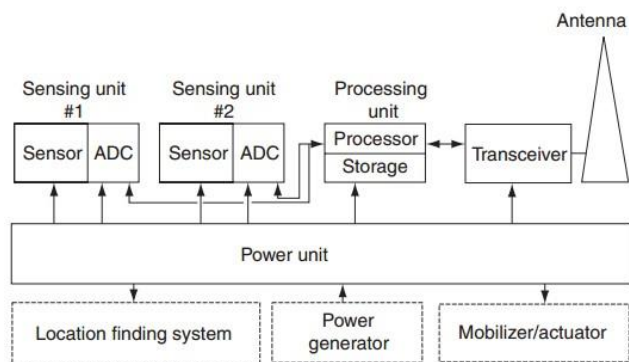 Antenna
Sensing unit
#1
Sensing unit
#2
Processing
unit
Sensor
ADC
Sensor
ADC
Processor
Storage
Transceiver
Power unit
Location finding system
Power
generator
Mobilizer/actuator